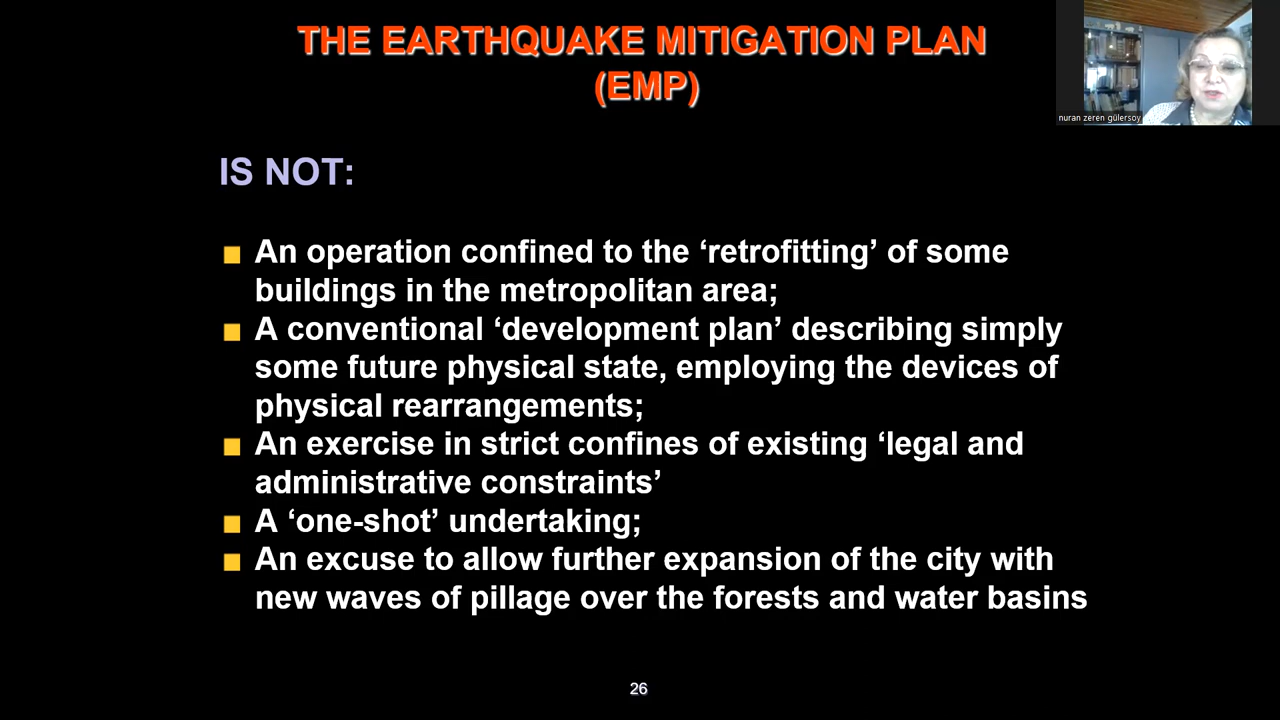 THE EARTHQUAKE MITIGATION PLAN
(EMP)
nuran zeren gülersoy
IS NOT:
An operation confined to the ‘retrofitting’ of some
buildings in the metropolitan area;
A conventional ‘development plan’ describing simply
some future physical state, employing the devices of
physical rearrangements;
An exercise in strict confines of existing ‘legal and
administrative constraints’
A ‘one-shot’ undertaking;
An excuse to allow further expansion of the city with
new waves of pillage over the forests and water basins
26